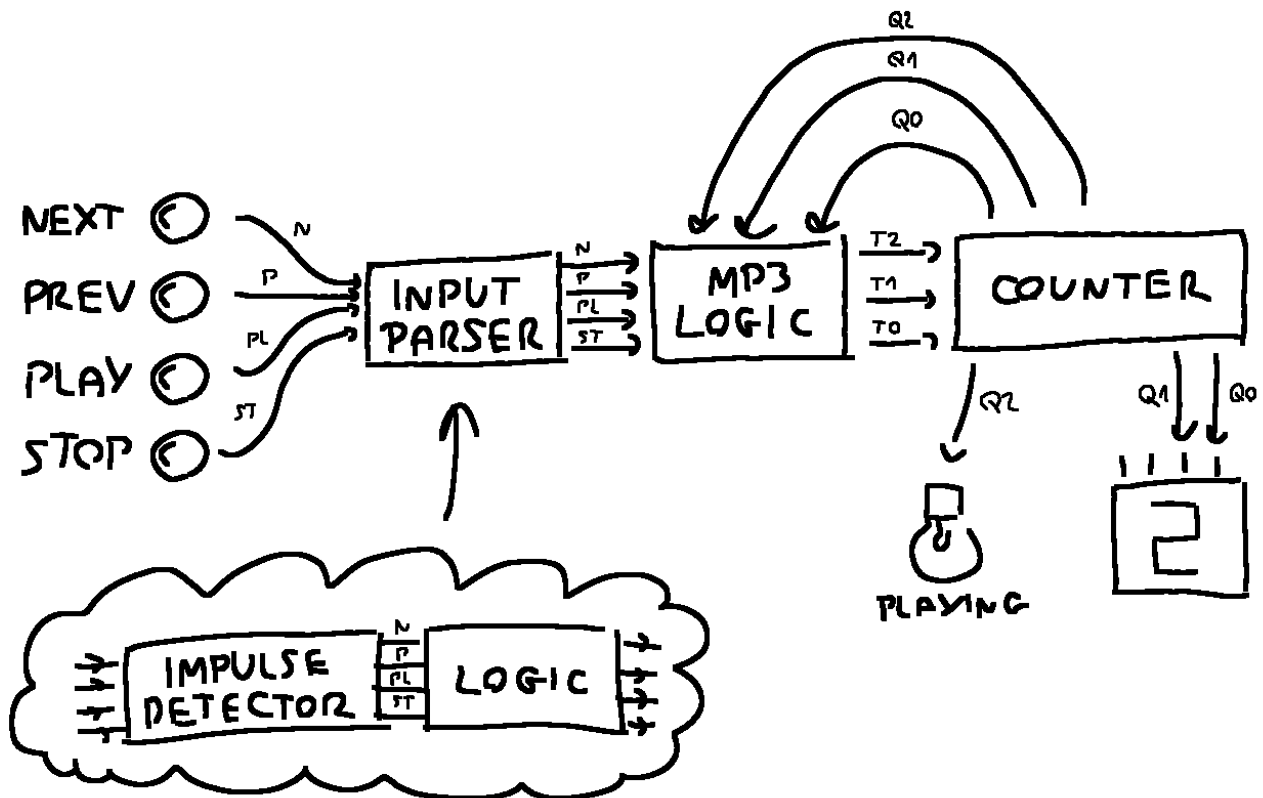 Q2
Q1
Q0
NEXT
N
PREV
P
PLAY
PL
STOP
ST
INPUT
PARSER
N
P
PL
ST
MP3
LOGIC
T2
T1
T0
COUNTER
Q2
Q1
Q0
PLAYING
2
IMPULSE
DETECTOR
N
P
PL
ST
LOGIC